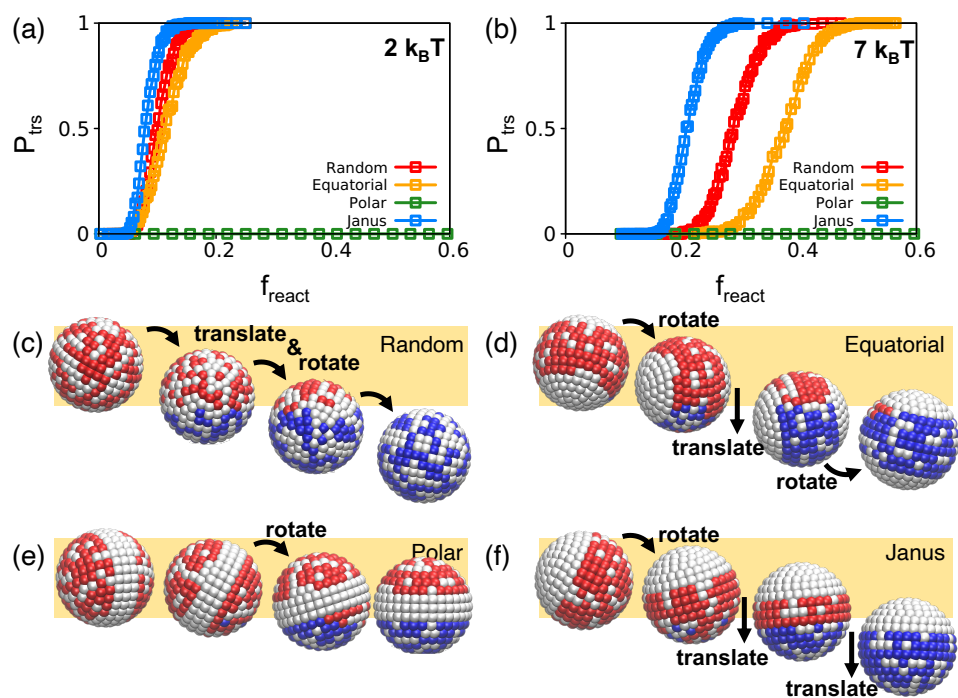 (a)
1
0.5
0
P_trs
2 k_BT
Random
Equatorial
Polar
Janus
0 0.2 0.4 0.6
f_react
(b)
1
0.5
0
P_trs
7 k_BT
Random
Equatorial
Polar
Janus
0 0.2 0.4 0.6
f_react
(c)
translate
&
rotate
Random
(d)
rotate
Equatorial
translate
rotate
(e)
rotate
Polar
(f)
rotate
Janus
translate
translate